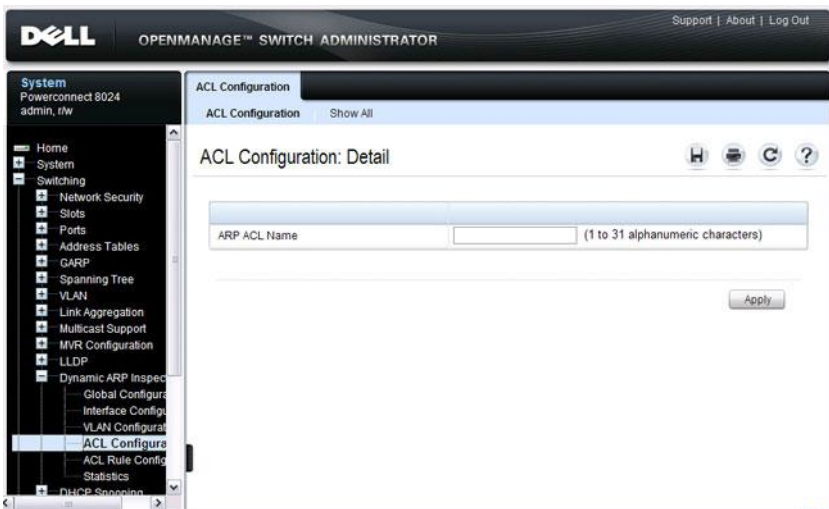 DELL
OPENMANAGE™ SWITCH ADMINISTRATOR
Support | About | Log Out
System
Powerconnect 8024
admin, r/w
Home
System
Switching
Network Security
Slots
Ports
Address Tables
GARP
Spanning Tree
VLAN
Link Aggregation
Multicast Support
MVR Configuration
LLDP
Dynamic ARP Inspec
Global Configura
Interface Configu
VLAN Configurat
ACL Configura
ACL Rule Config
Statistics
DHCP Snooping
ACL Configuration
ACL Configuration Show All
ACL Configuration: Detail
ARP ACL Name (1 to 31 alphanumeric characters)
Apply